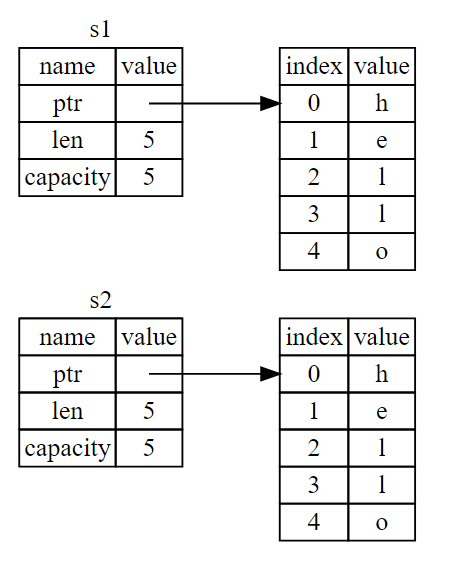 s1
name value index value
ptr 0 h
len 5 1 e
capacity 5 2 l
3 l
4 o
s2
name value index value
ptr 0 h
len 5 1 e
capacity 5 2 l
3 l
4 o